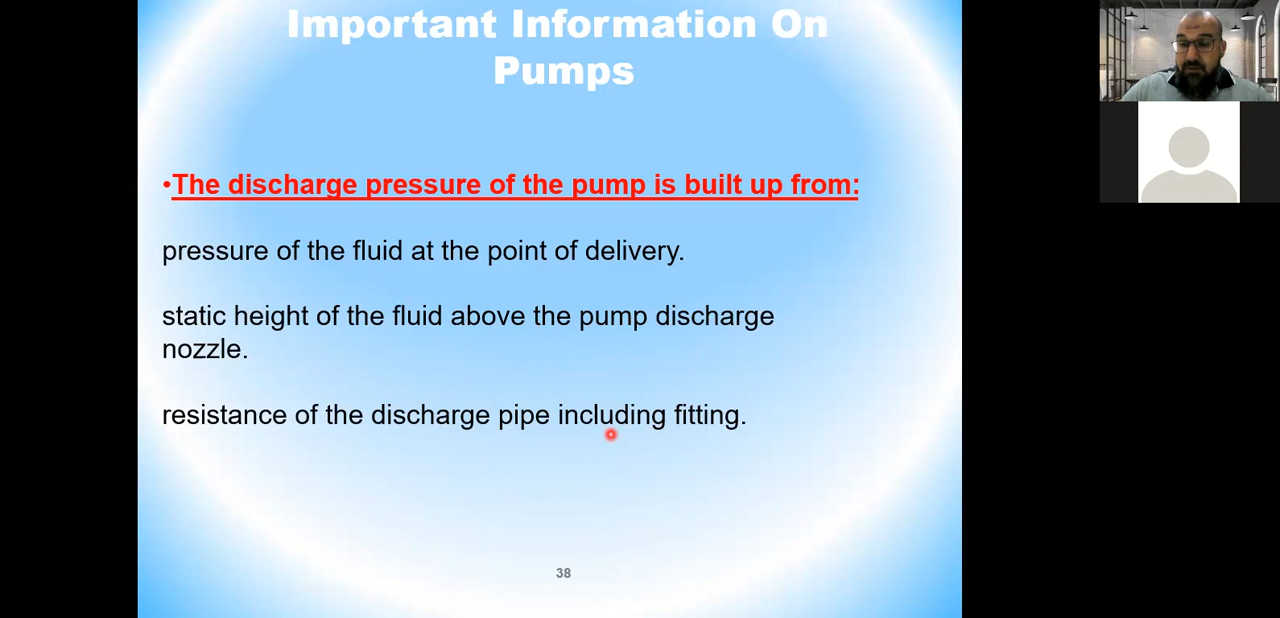 Important Information On
Pumps
•The discharge pressure of the pump is built up from:
pressure of the fluid at the point of delivery.
static height of the fluid above the pump discharge
nozzle.
resistance of the discharge pipe including fitting.
38